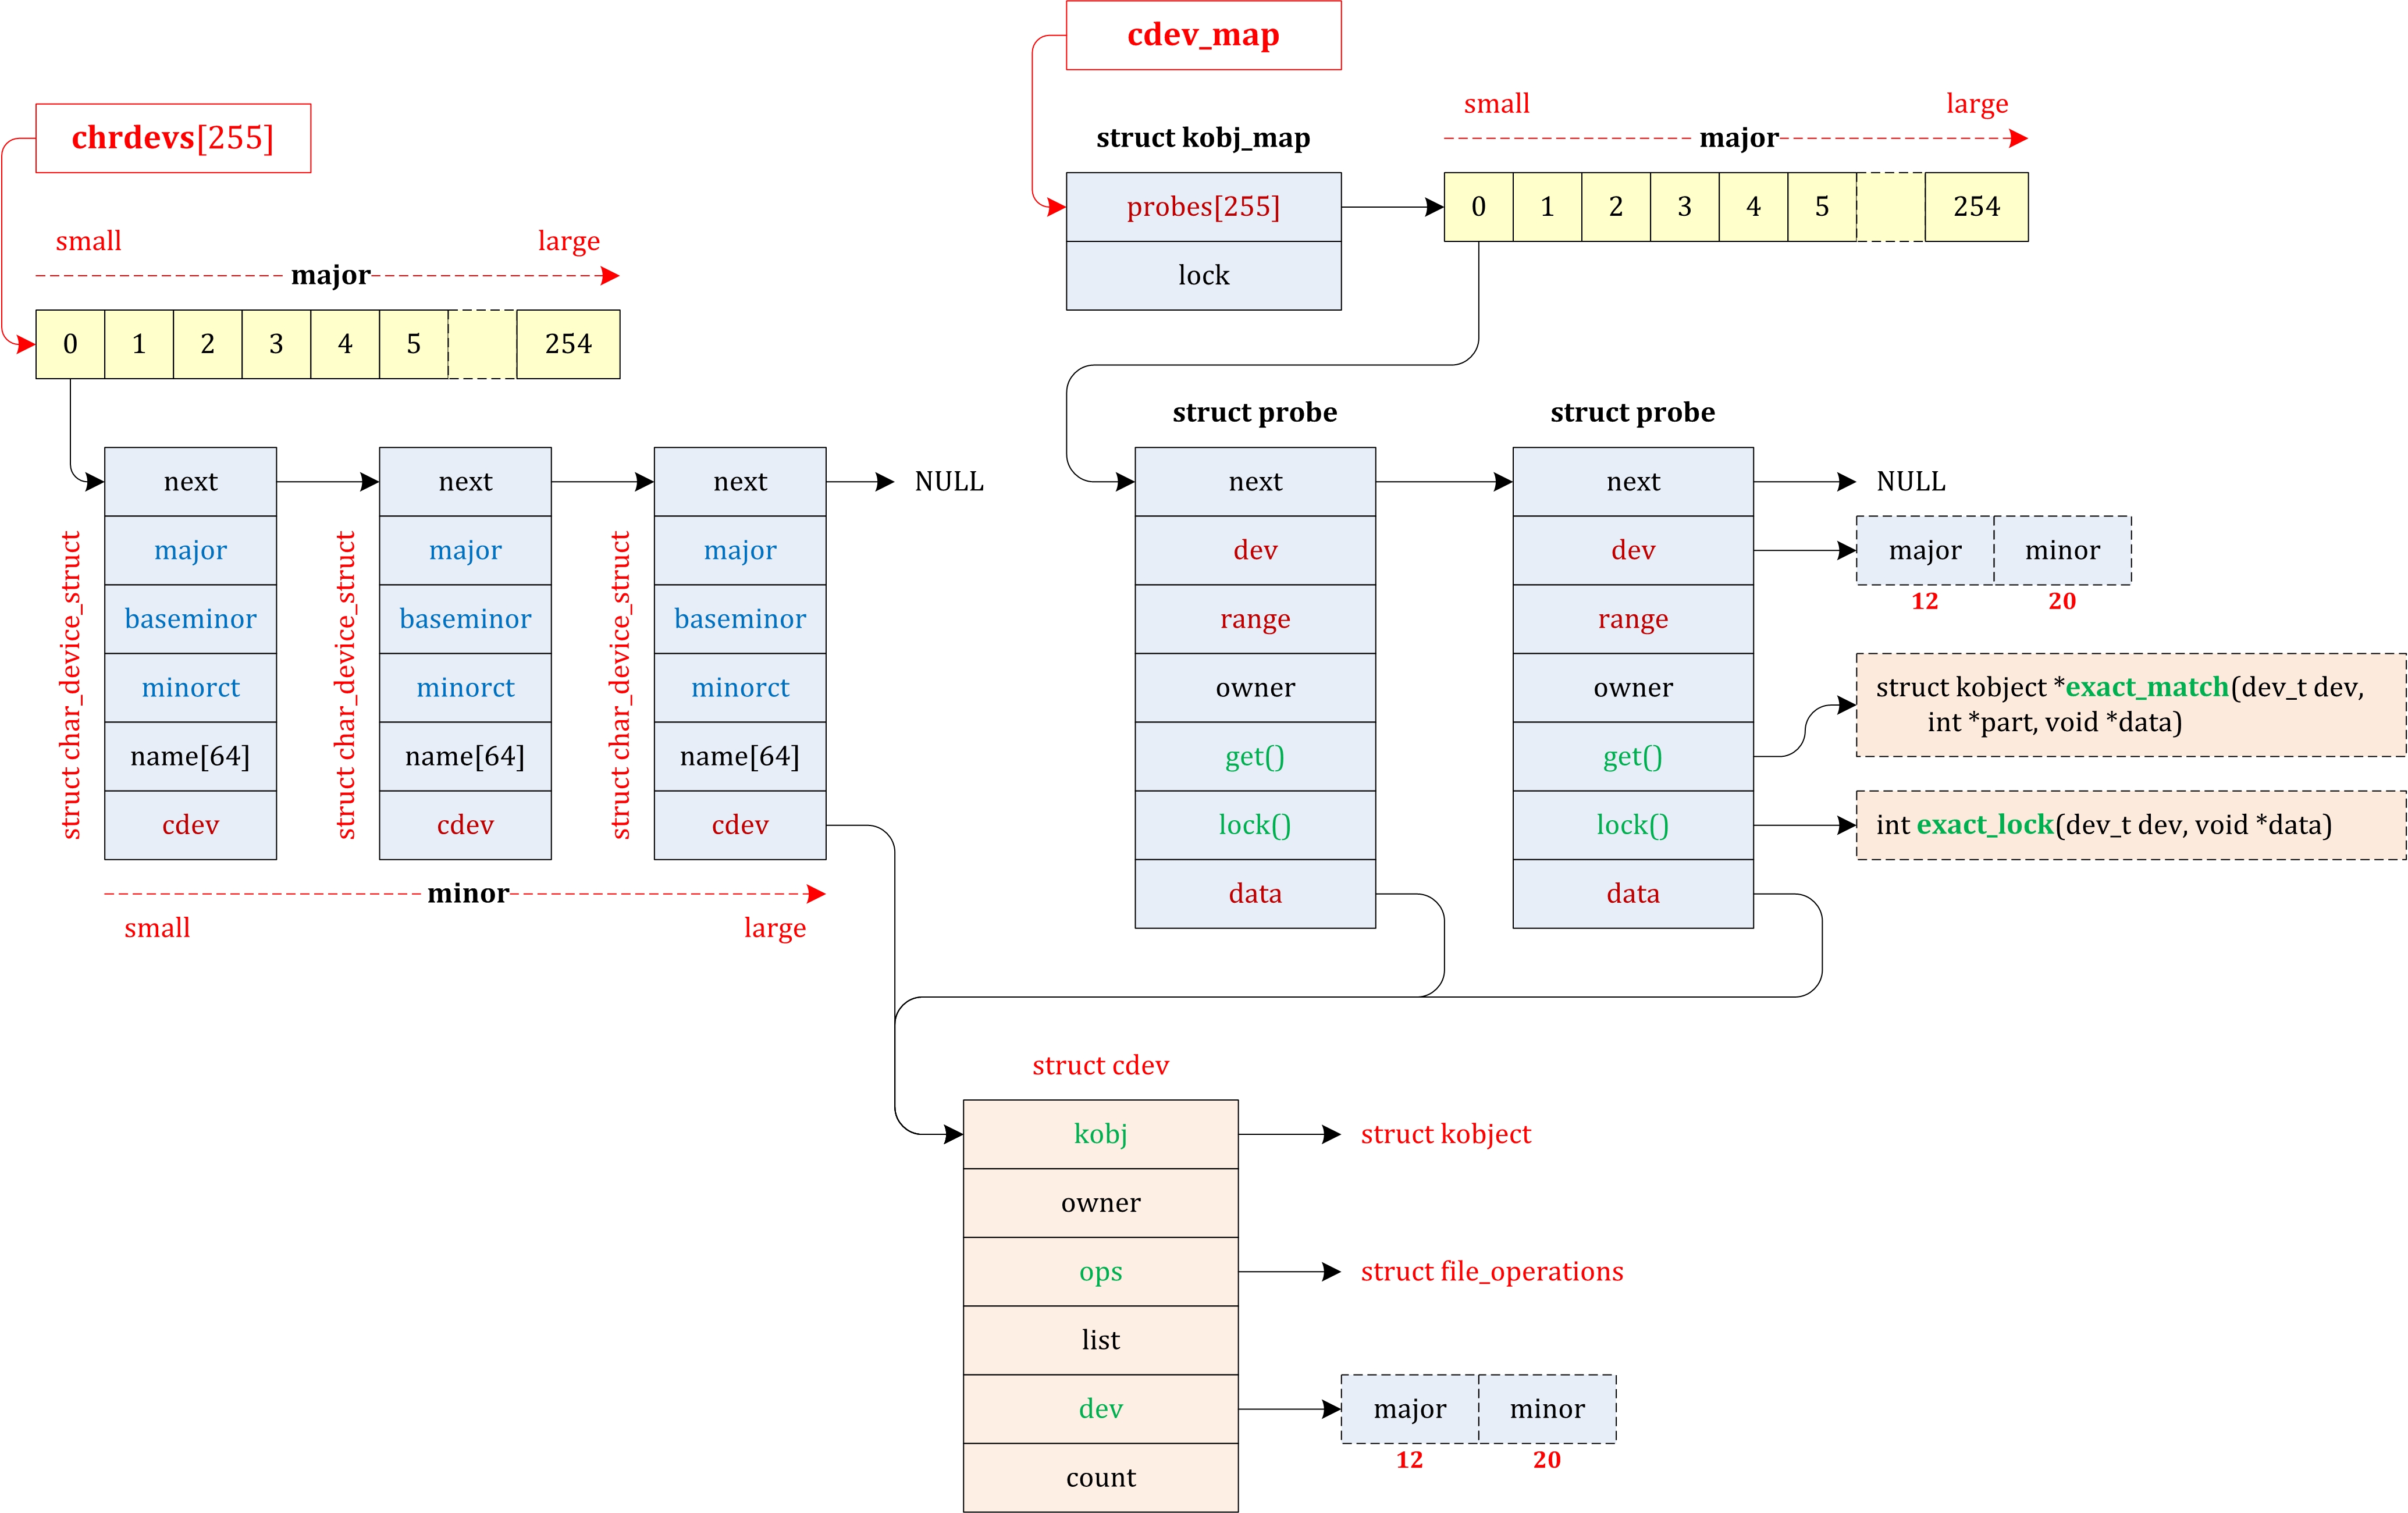 cdev_map
small
large
major
struct kobj_map
chrdevs[255]
probes[255]
lock
0 1 2 3 4 5 254
small
large
major
0 1 2 3 4 5 254
struct probe
struct probe
next
major
baseminor
minorct
name[64]
cdev
struct char_device_struct
next
major
baseminor
minorct
name[64]
cdev
struct char_device_struct
next
major
baseminor
minorct
name[64]
cdev
struct char_device_struct
NULL
minor
small
large
next
dev
range
owner
get()
lock()
data
next
dev
range
owner
get()
lock()
data
NULL
major minor
12 20
struct kobject *exact_match(dev_t dev,
int *part, void *data)
int exact_lock(dev_t dev, void *data)
struct cdev
kobj
owner
ops
list
dev
count
struct kobject
struct file_operations
major minor
12 20